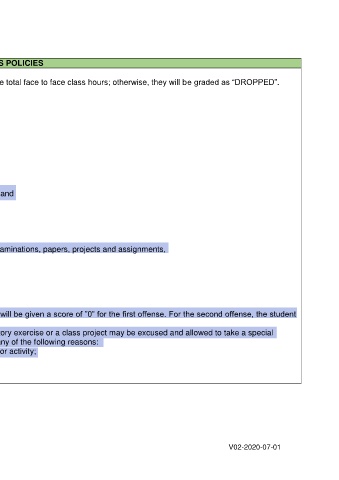 S POLICIES
e total face to face class hours; otherwise, they will be graded as “DROPPED”.
and
aminations, papers, projects and assignments,
will be given a score of "0" for the first offense. For the second offense, the student
ory exercise or a class project may be excused and allowed to take a special
ny of the following reasons:
or activity;
V02-2020-07-01